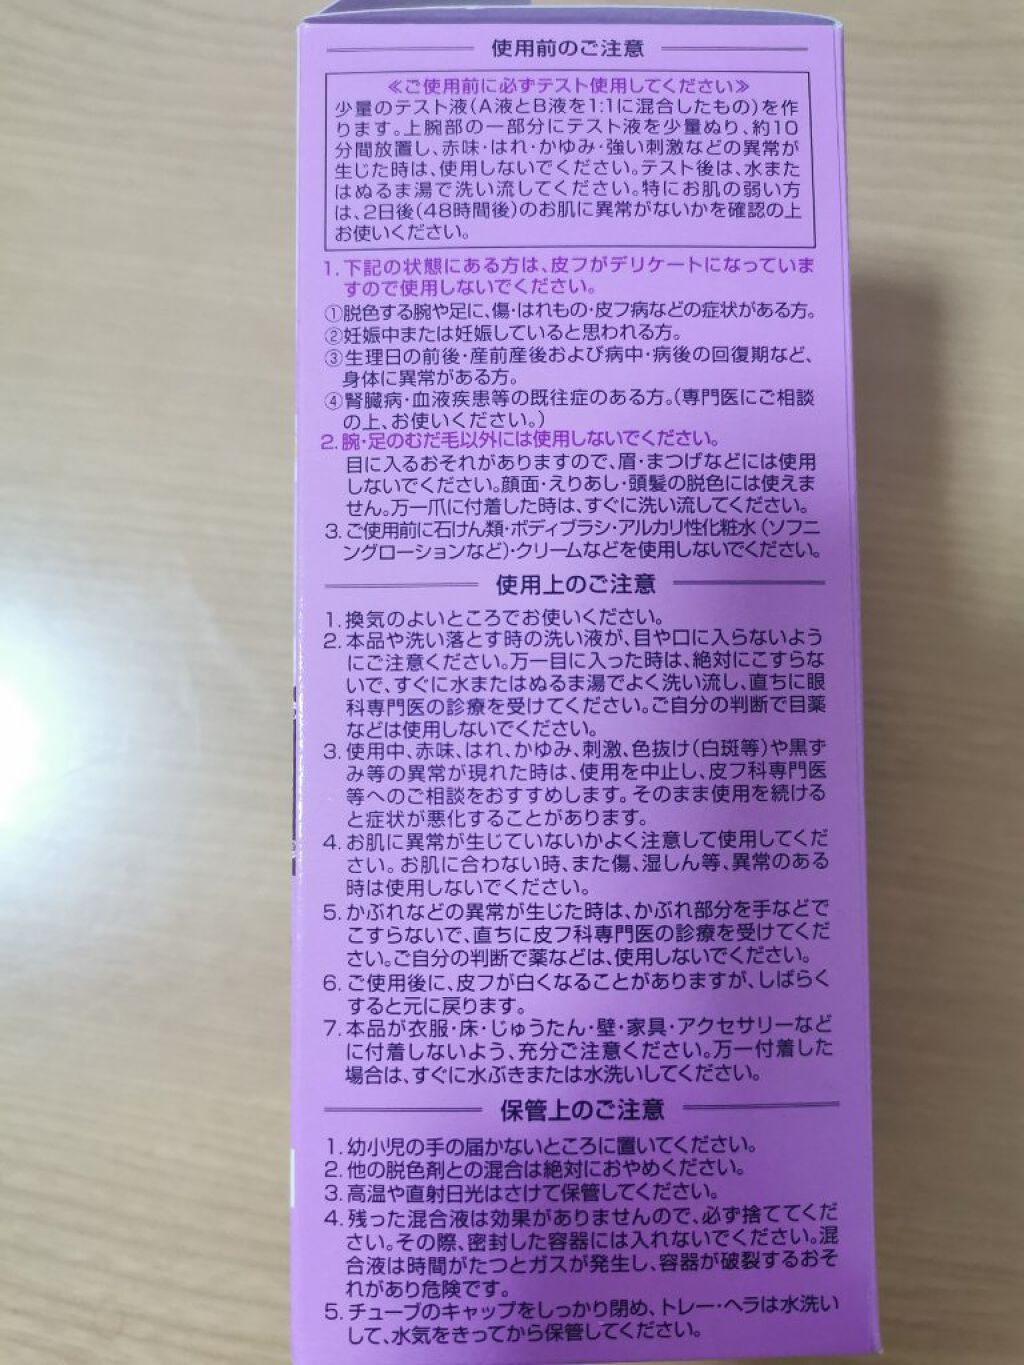 使用前のご注意
≪ご使用前に必ずテスト使用してください≫
少量のテスト液(A液とB液を1:1に混合したもの)を作
ります。上腕部の一部分にテスト液を少量ぬり、約10
分間放置し、赤味・はれ・かゆみ・強い刺激などの異常が
生じた時は、使用しないでください。テスト後は、水また
はぬるま湯で洗い流してください。特にお肌の弱い方
は、2日後(48時間後)のお肌に異常がないかを確認の上
お使いください。
1. 下記の状態にある方は、皮フがデリケートになっていま
すので使用しないでください。
①脱色する腕や足に、傷・はれもの・皮フ病などの症状がある方。
②妊娠中または妊娠していると思われる方。
③生理日の前後・産前産後および病中・病後の回復期など、
身体に異常がある方。
④腎臓病・血液疾患等の既往症のある方。(専門医にご相談
の上、お使いください。)
2. 腕・足のむだ毛以外には使用しないでください。
目に入るおそれがありますので、眉・まつげなどには使用
しないでください。顔面・えりあし・頭髪の脱色には使えま
せん。万一爪に付着した時は、すぐに洗い流してください。
3. ご使用前に石けん類・ボディブラシ・アルカリ性化粧水(ソフニ
ングローションなど)・クリームなどを使用しないでください。
使用上のご注意
1. 換気のよいところでお使いください。
2. 本品や洗い落とす時の洗い液が、目や口に入らないよう
にご注意ください。万一目に入った時は、絶対にこすらな
いで、すぐに水またはぬるま湯でよく洗い流し、直ちに眼
科専門医の診療を受けてください。ご自分の判断で目薬
などは使用しないでください。
3. 使用中、赤味、はれ、かゆみ、刺激、色抜け(白斑等)や黒ず
み等の異常が現れた時は、使用を中止し、皮フ科専門医
等へのご相談をおすすめします。そのまま使用を続ける
と症状が悪化することがあります。
4. お肌に異常が生じていないかよく注意して使用してくだ
さい。お肌に合わない時、また傷、湿しん等、異常のある
時は使用しないでください。
5. かぶれなどの異常が生じた時は、かぶれ部分を手などで
こすらないで、直ちに皮フ科専門医の診療を受けてくだ
さい。ご自分の判断で薬などは、使用しないでください。
6. ご使用後に、皮フが白くなることがありますが、しばらく
すると元に戻ります。
7. 本品が衣服・床・じゅうたん・壁・家具・アクセサリーなど
に付着しないよう、充分ご注意ください。万一付着した
場合は、すぐに水ぶきまたは水洗いしてください。
保管上のご注意
1. 幼小児の手の届かないところに置いてください。
2. 他の脱色剤との混合は絶対におやめください。
3. 高温や直射日光はさけて保管してください。
4. 残った混合液は効果がありませんので、必ず捨ててくだ
さい。その際、密封した容器には入れないでください。混
合液は時間がたつとガスが発生し、容器が破裂するおそ
れがあり危険です。
5. チューブのキャップをしっかり閉め、トレー・ヘラは水洗い
して、水気をきってから保管してください。